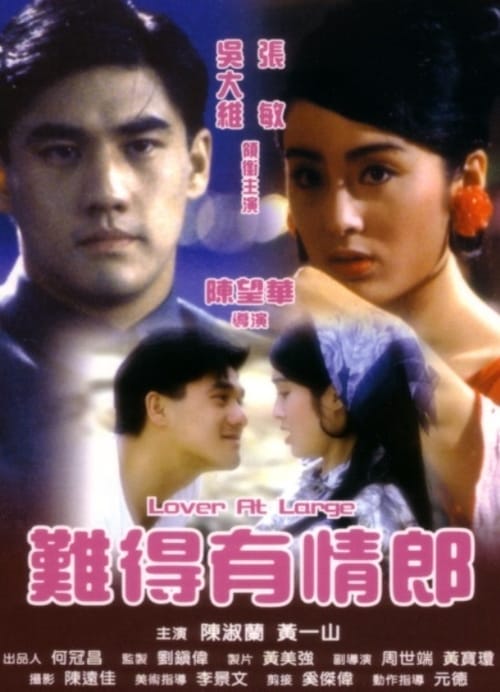 吳大維
張敏
領銜主演
陳望華
導演
Lover At Large
難得有情郎
主演 陳淑蘭 黃一山
出品人 何冠昌 監製 劉鎮偉 製片 黃美強 副導演 周世端 黃寶瓊
攝影 陳遠佳 美術指導 李景文 剪接 奚傑偉 動作指導 元德